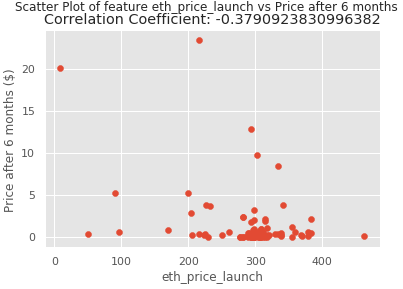 Scatter Plot of feature eth_price_launch vs Price after 6 months
Correlation Coefficient: -0.3790923830996382
Price after 6 months ($)
20
15
10
5
0
0 100 200 300 400
eth_price_launch